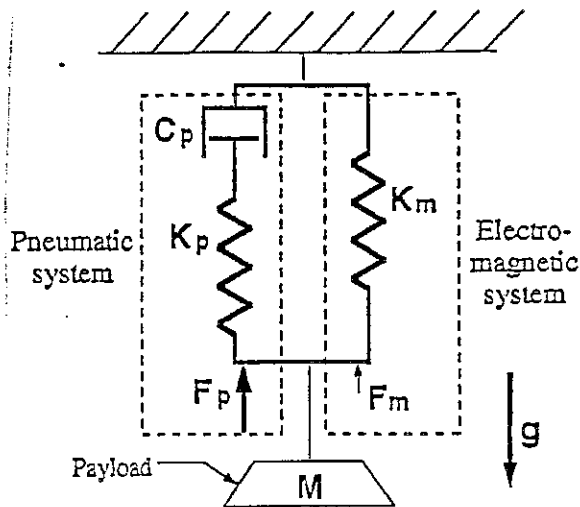 Cp
Km
Kp
Pneumatic
system
Electro-
magnetic
system
Fp
Fm
g
Payload
M